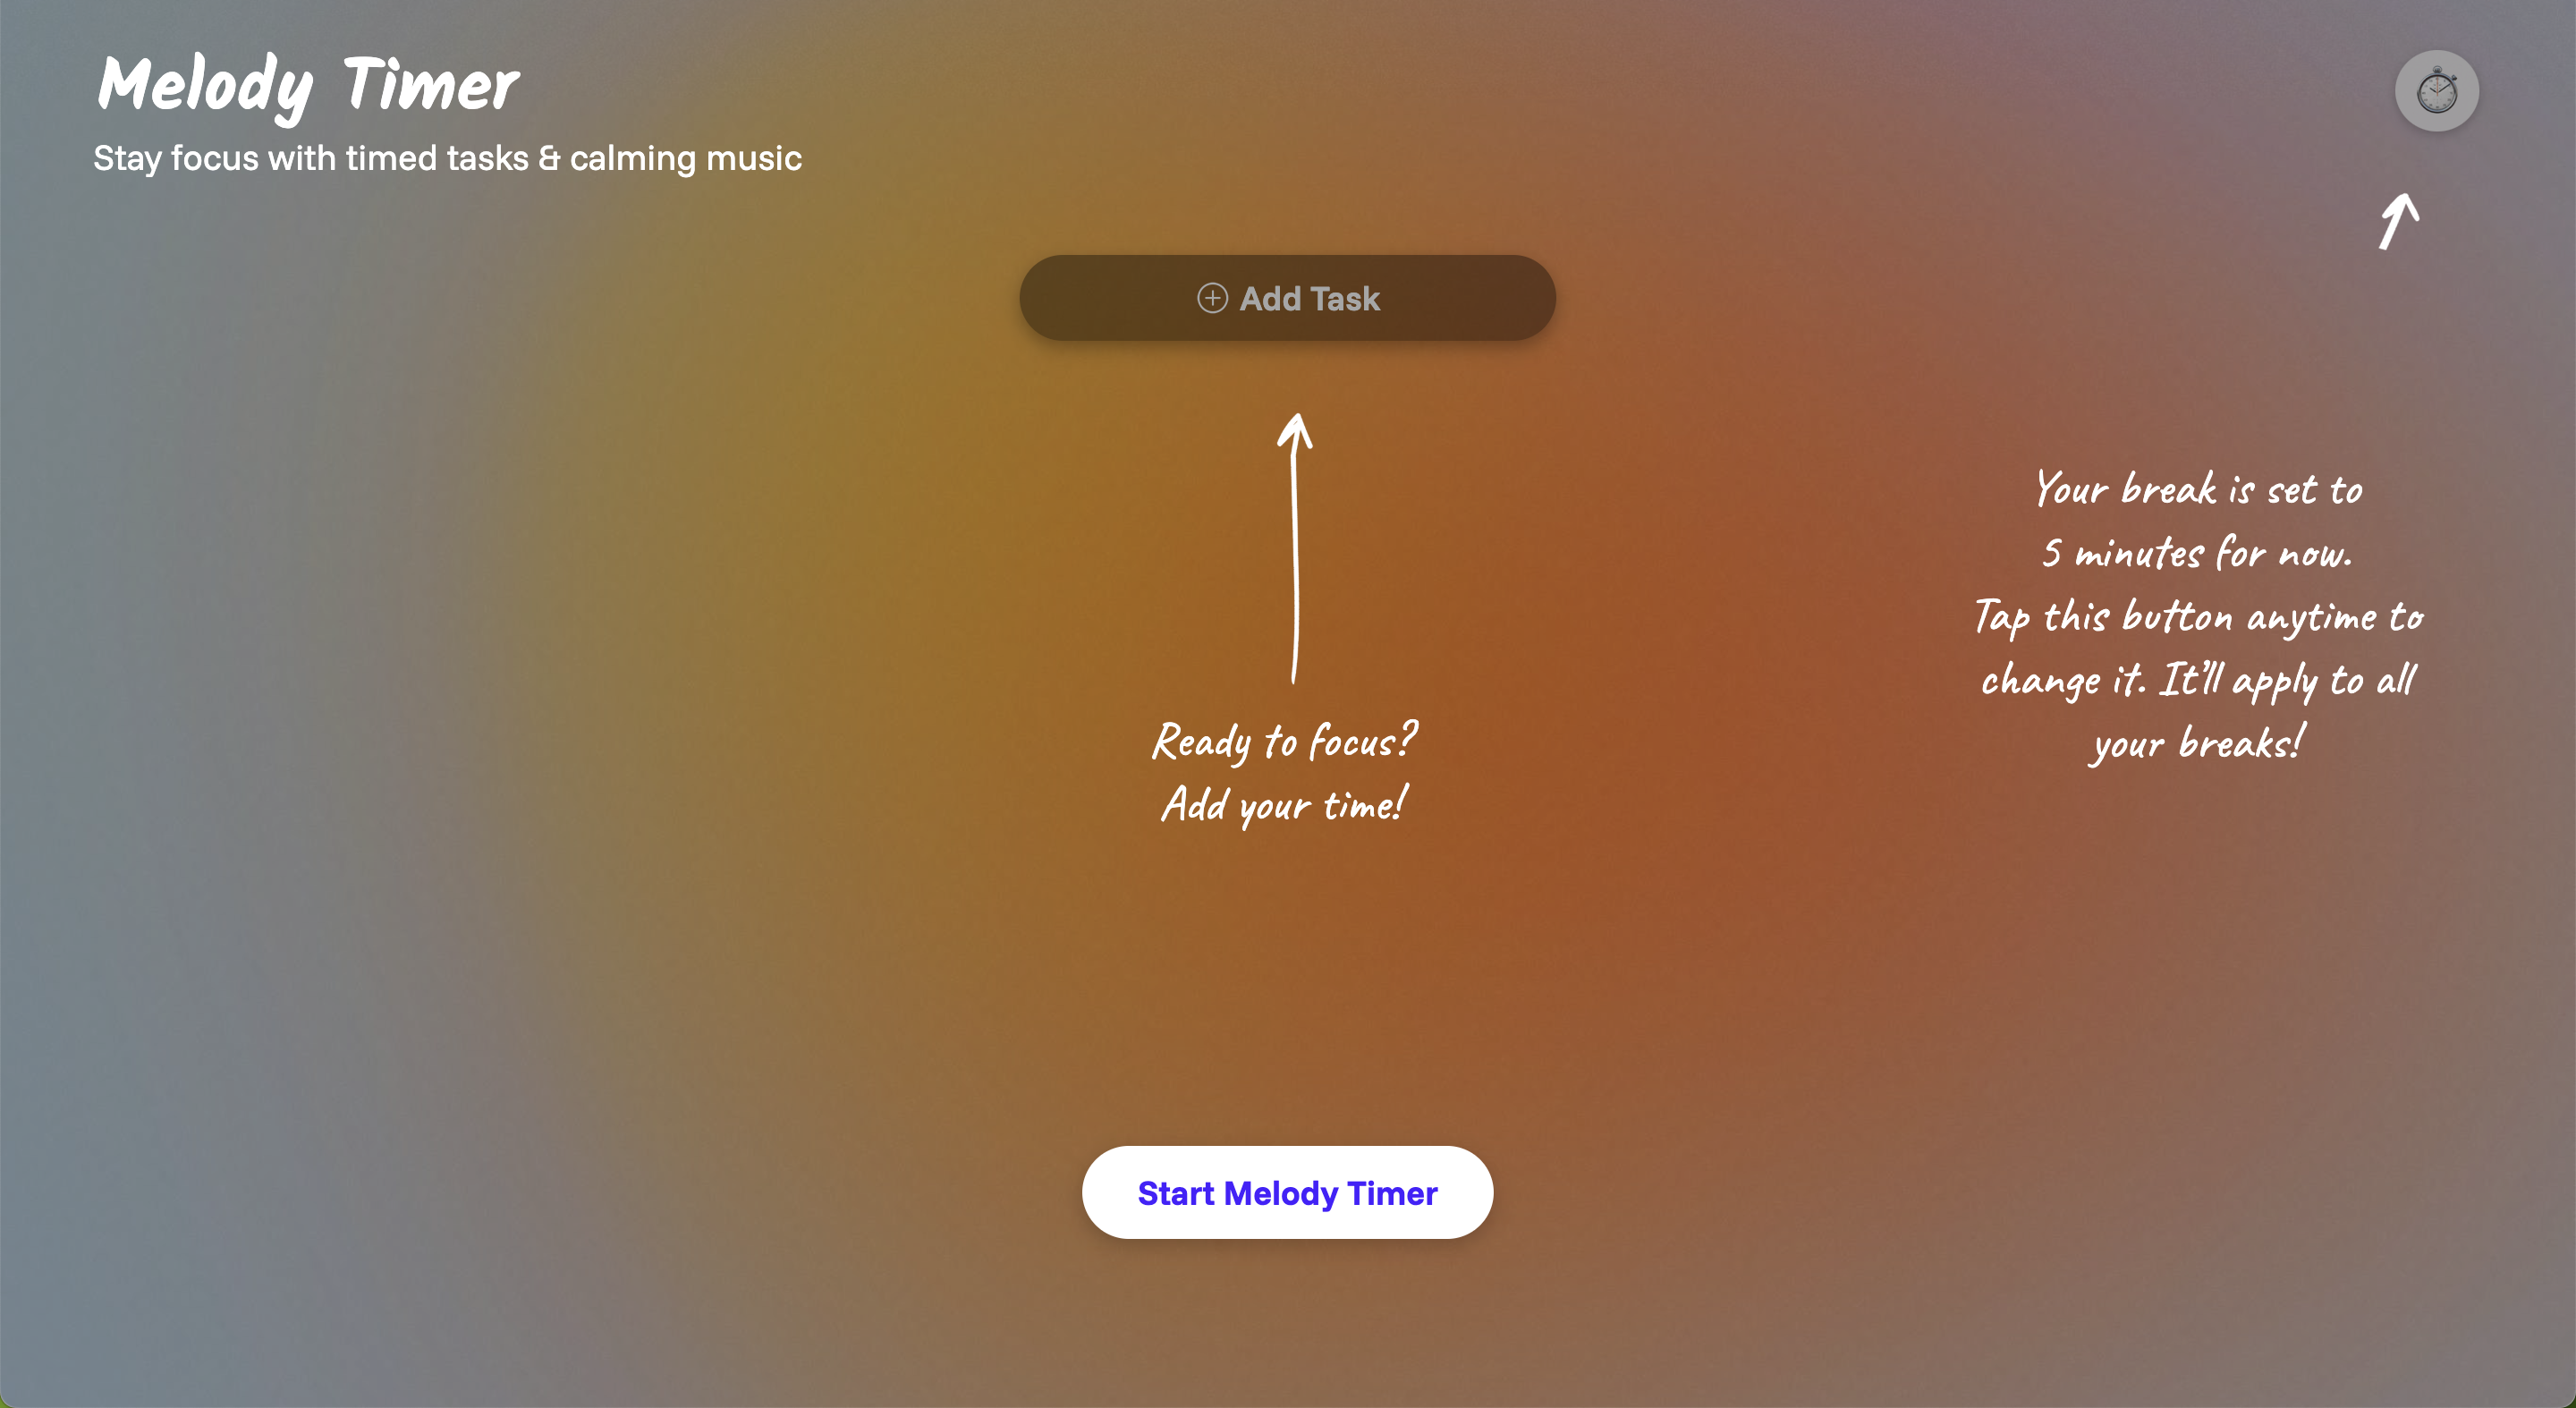 Melody Timer
Stay focus with timed tasks & calming music
Add Task
Your break is set to
5 minutes for now.
Tap this button anytime to
change it. It'll apply to all
your breaks!
Ready to focus?
Add your time!
Start Melody Timer